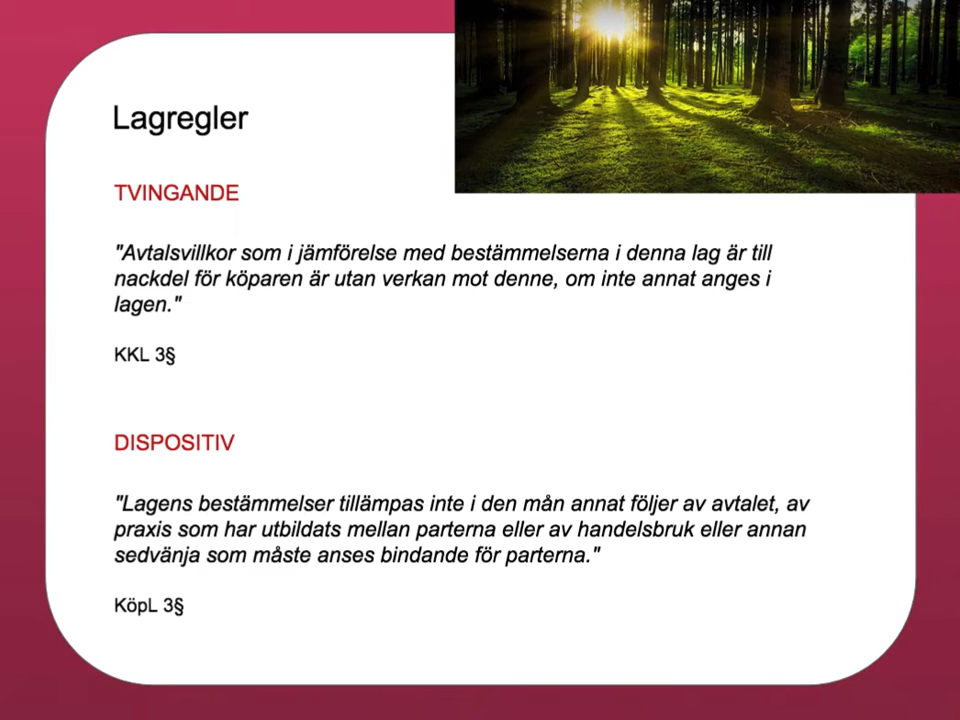 Lagregler
TVINGANDE
"Avtalsvillkor som i jämförelse med bestämmelserna i denna lag är till
nackdel för köparen är utan verkan mot denne, om inte annat anges i
lagen."
KKL 3§
DISPOSITIV
"Lagens bestämmelser tillämpas inte i den mån annat följer av avtalet, av
praxis som har utbildats mellan parterna eller av handelsbruk eller annan
sedvänja som måste anses bindande för parterna."
KöpL 3§